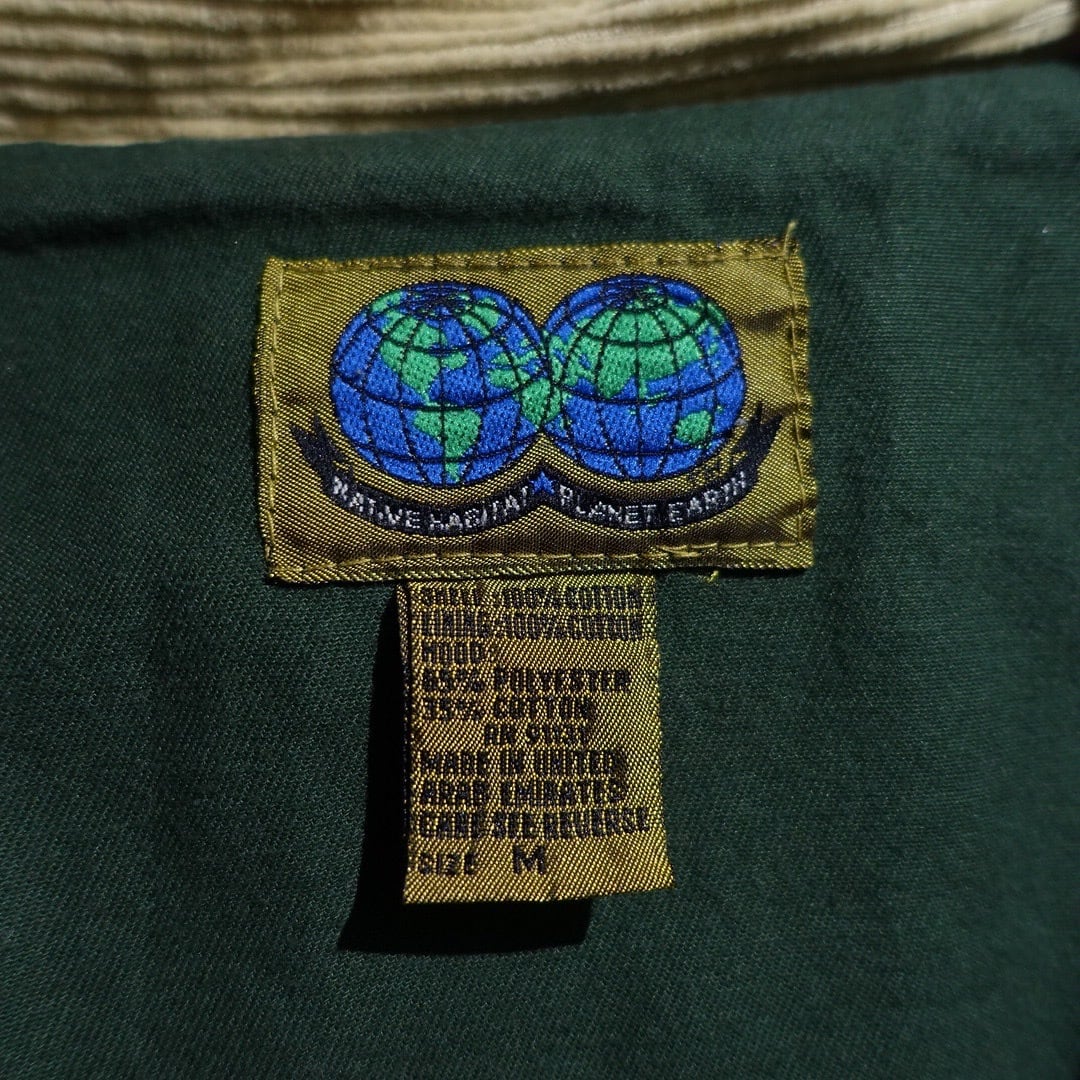 NATIVE HABITAT PLANET EARTH
SHELL: 100% COTTON
LINING: 100% COTTON
HOOD:
65% POLYESTER
35% COTTON
RN 91137
MADE IN UNITED
ARAB EMIRATES
CARE SEE REVERSE
SIZE M